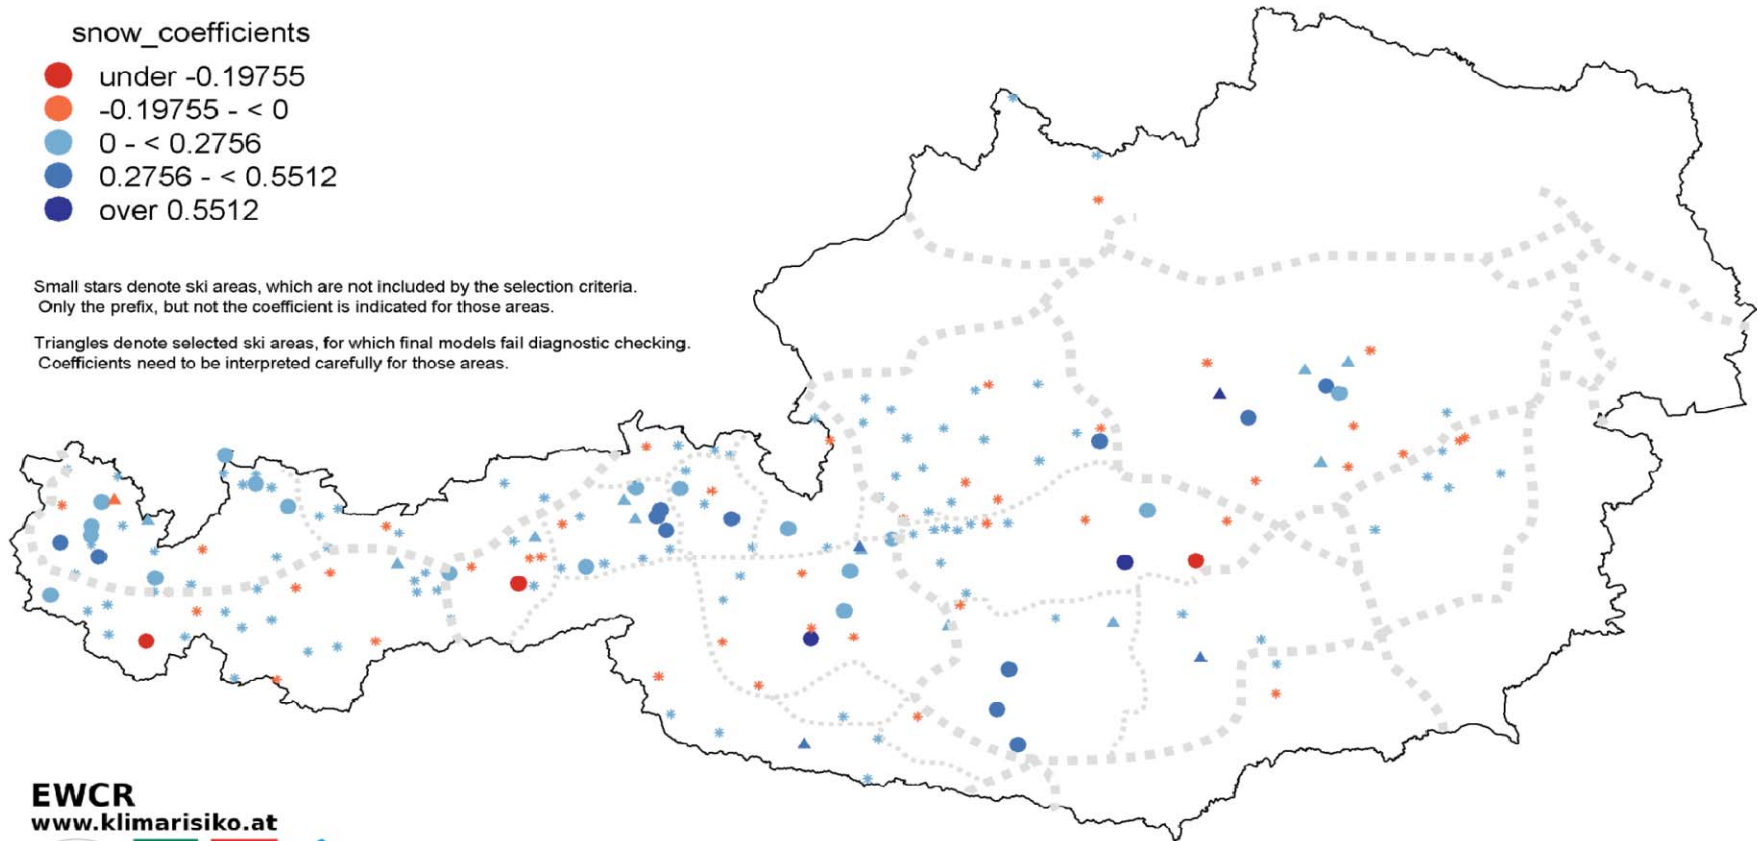 snow_coefficients
under -0.19755
-0.19755 - < 0
0 - < 0.2756
0.2756 - < 0.5512
over 0.5512
Small stars denote ski areas, which are not included by the selection criteria.
Only the prefix, but not the coefficient is indicated for those areas.
Triangles denote selected ski areas, for which final models fail diagnostic checking.
Coefficients need to be interpreted carefully for those areas.
EWCR
www.klimarisiko.at